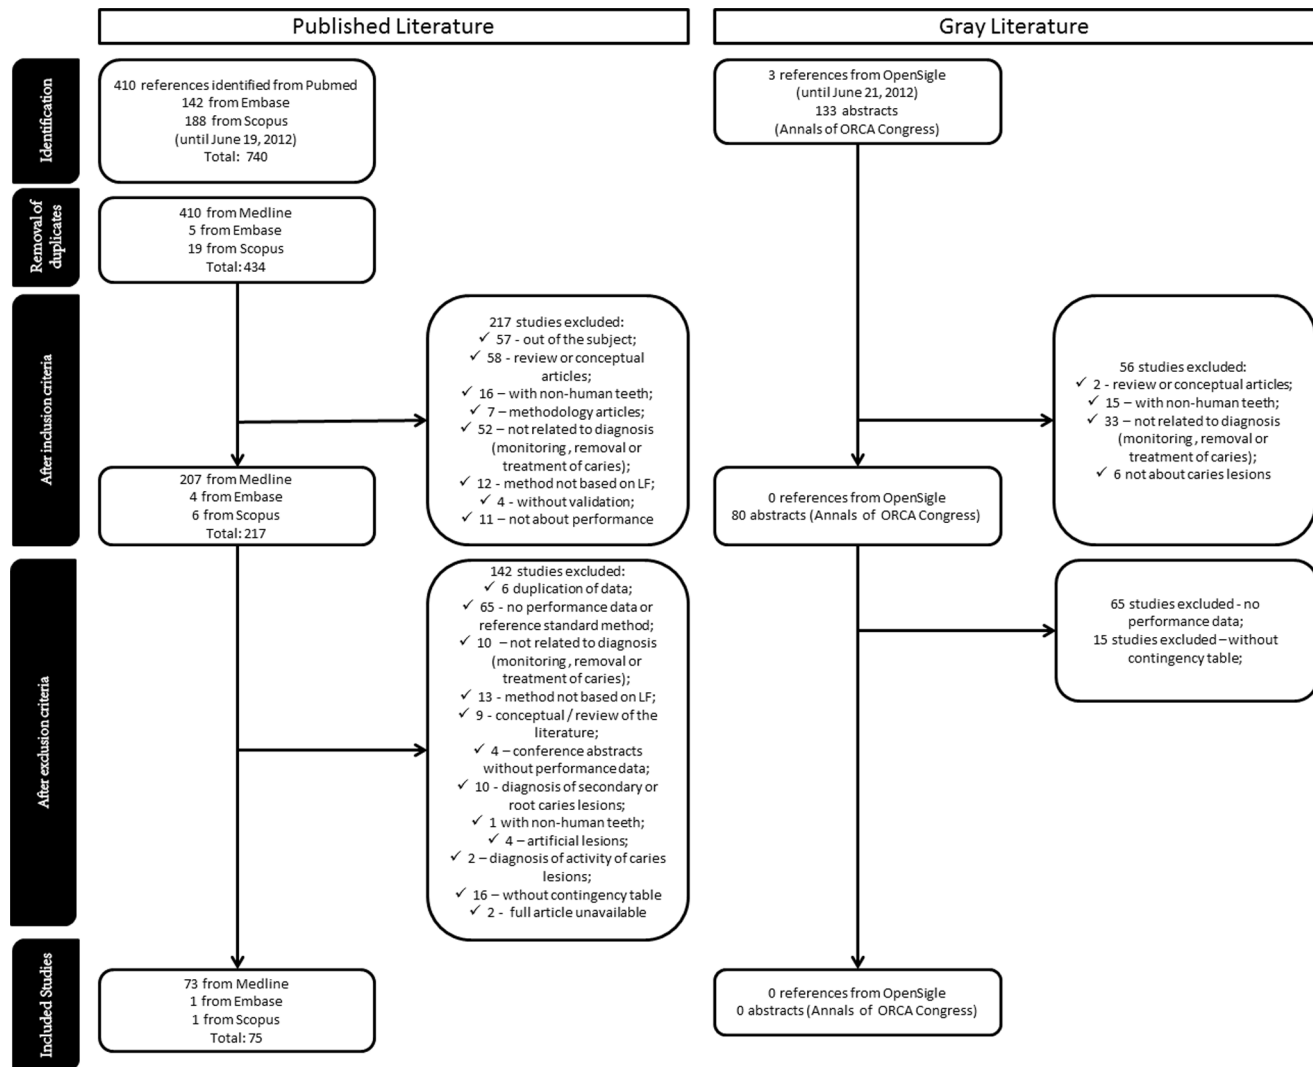 Published Literature
Gray Literature
Identification
410 references identified from Pubmed
142 from Embase
188 from Scopus
(until June 19, 2012)
Total: 740
3 references from OpenSigle
(until June 21, 2012)
133 abstracts
(Annals of ORCA Congress)
Removal of
duplicates
410 from Medline
5 from Embase
19 from Scopus
Total: 434
After inclusion criteria
217 studies excluded:
✓ 57 - out of the subject;
✓ 58 - review or conceptual
articles;
✓ 16 – with non-human teeth;
✓ 7 – methodology articles;
✓ 52 – not related to diagnosis
(monitoring , removal or
treatment of caries);
✓ 12 - method not based on LF;
✓ 4 - without validation;
✓ 11 – not about performance
56 studies excluded:
✓ 2 - review or conceptual articles;
✓ 15 – with non-human teeth;
✓ 33 – not related to diagnosis
(monitoring , removal or
treatment of caries);
✓ 6 not about caries lesions
207 from Medline
4 from Embase
6 from Scopus
Total: 217
0 references from OpenSigle
80 abstracts (Annals of ORCA Congress)
After exclusion criteria
142 studies excluded:
✓ 6 duplication of data;
✓ 65 - no performance data or
reference standard method;
✓ 10 – not related to diagnosis
(monitoring , removal or
treatment of caries);
✓ 13 – method not based on LF;
✓ 9 - conceptual / review of the
literature;
✓ 4 – conference abstracts
without performance data;
✓ 10 - diagnosis of secondary or
root caries lesions;
✓ 1 with non-human teeth;
✓ 4 – artificial lesions;
✓ 2 – diagnosis of activity of caries
lesions;
✓ 16 – wthout contingency table
✓ 2 - full article unavailable
65 studies excluded - no
performance data;
15 studies excluded – without
contingency table;
Included Studies
73 from Medline
1 from Embase
1 from Scopus
Total: 75
0 references from OpenSigle
0 abstracts (Annals of ORCA Congress)